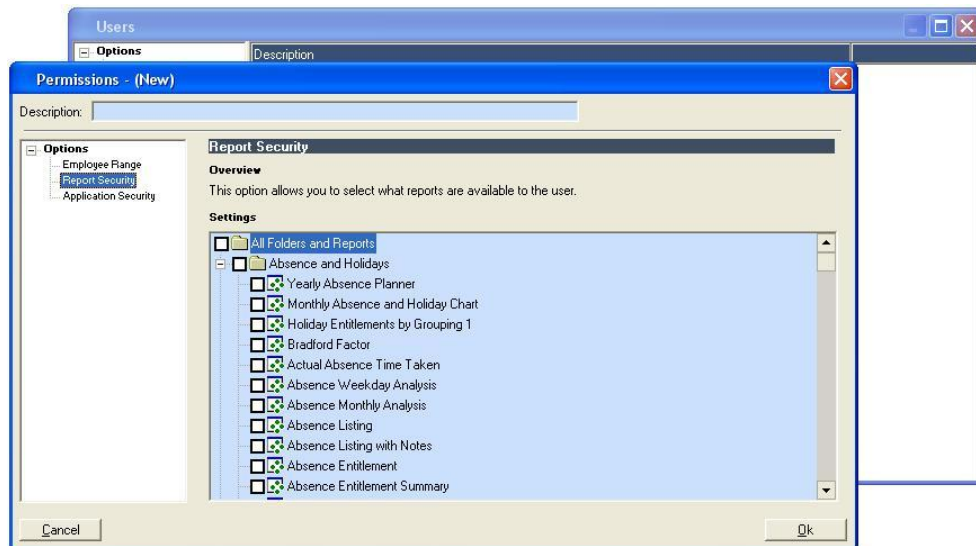 Users
Options
Description
Permissions - (New)
Description:
Options
Employee Range
Report Security
Application Security
Report Security
Overview
This option allows you to select what reports are available to the user.
Settings
All Folders and Reports
Absence and Holidays
Yearly Absence Planner
Monthly Absence and Holiday Chart
Holiday Entitlements by Grouping 1
Bradford Factor
Actual Absence Time Taken
Absence Weekday Analysis
Absence Monthly Analysis
Absence Listing
Absence Listing with Notes
Absence Entitlement
Absence Entitlement Summary
Cancel
Ok